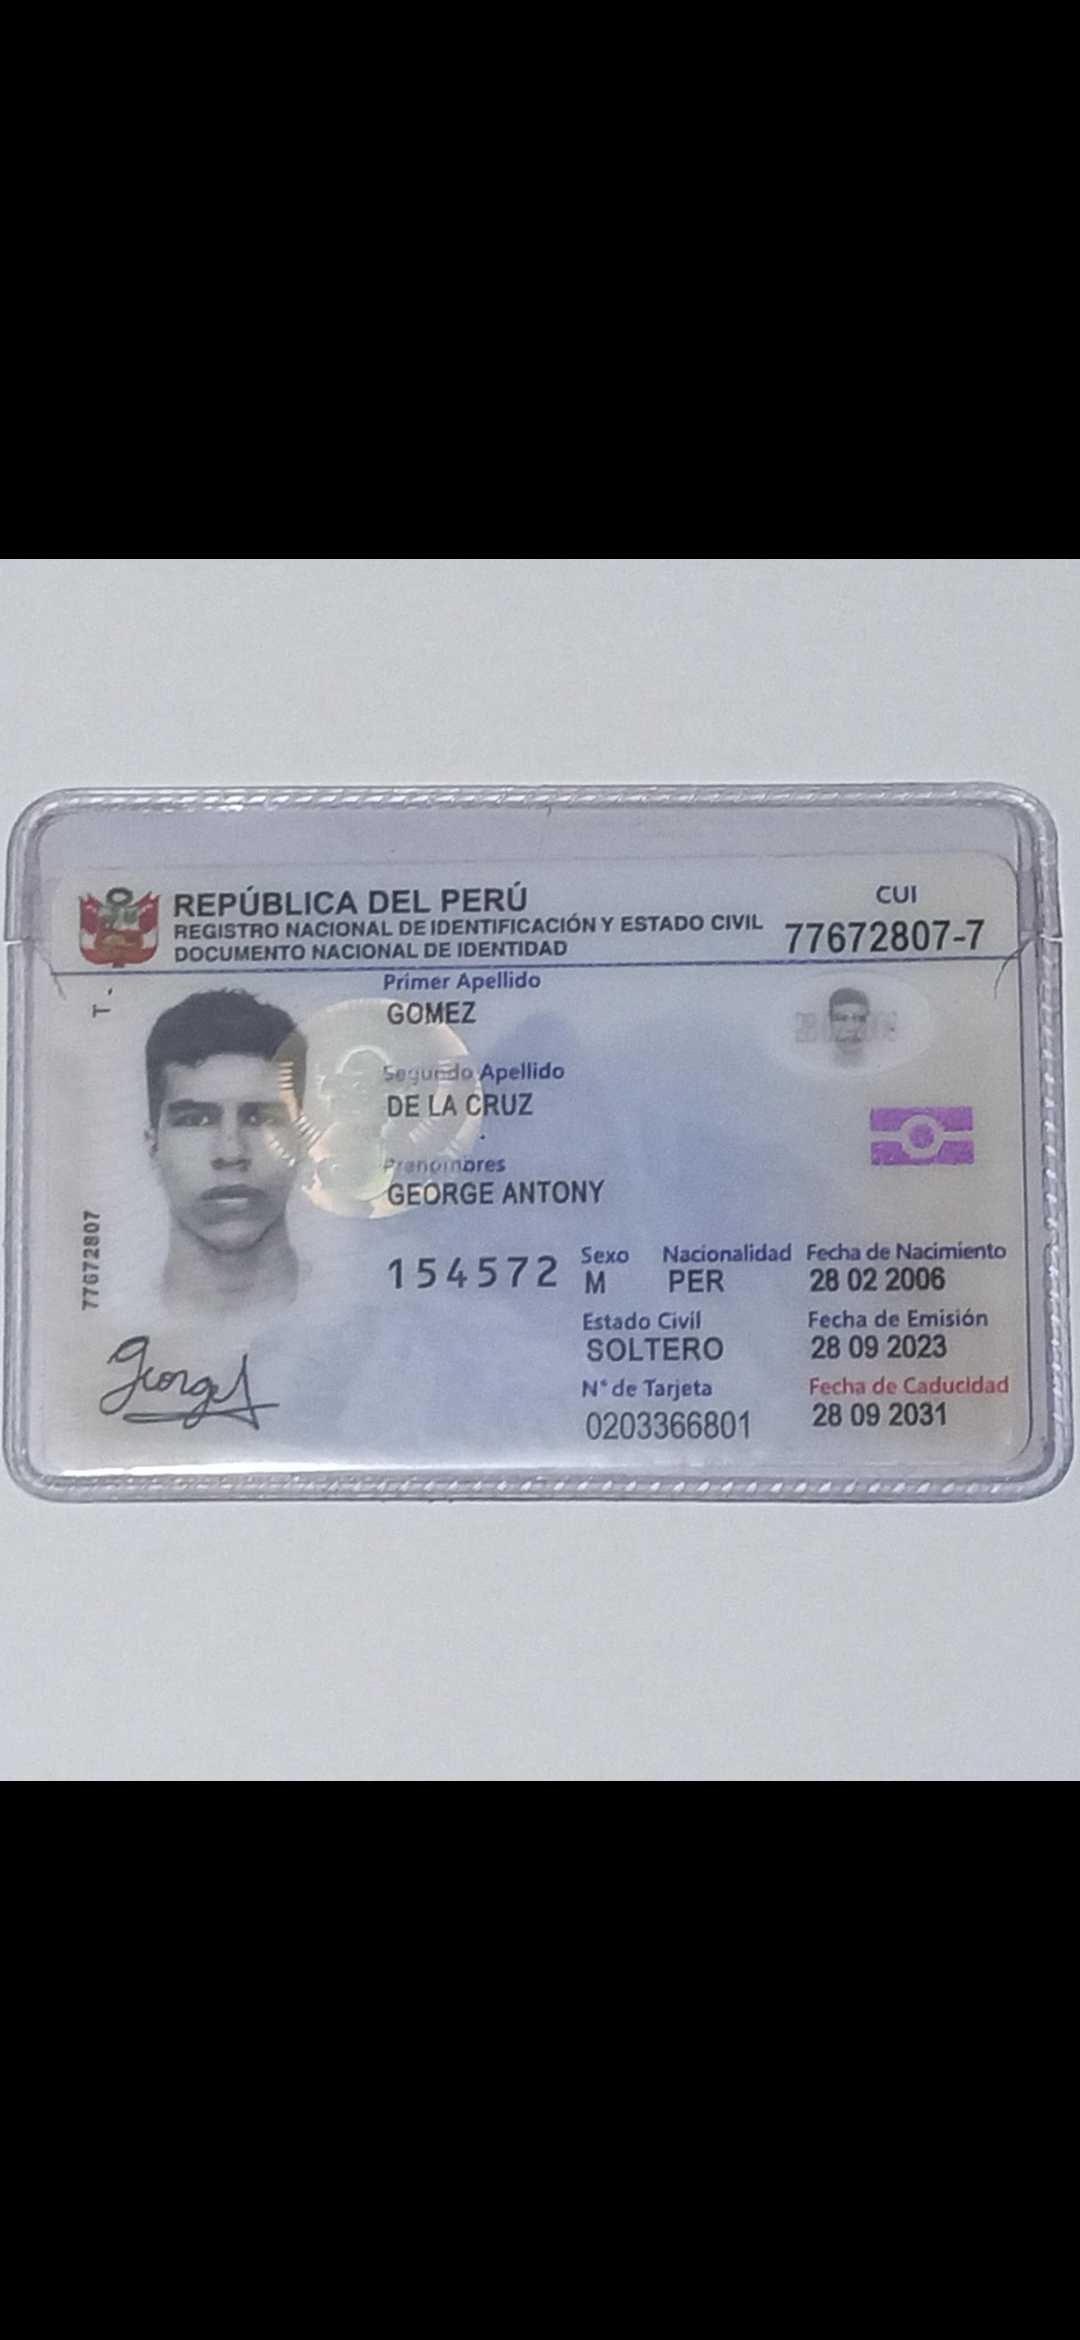 REPÚBLICA DEL PERÚ
REGISTRO NACIONAL DE IDENTIFICACIÓN Y ESTADO CIVIL
DOCUMENTO NACIONAL DE IDENTIDAD
CUI
77672807-7
T.
77672807
Primer Apellido
GOMEZ
Segundo Apellido
DE LA CRUZ
Prenombres
GEORGE ANTONY
154572
Sexo Nacionalidad Fecha de Nacimiento
M PER 28 02 2006
Estado Civil Fecha de Emisión
SOLTERO 28 09 2023
N° de Tarjeta Fecha de Caducidad
0203366801 28 09 2031